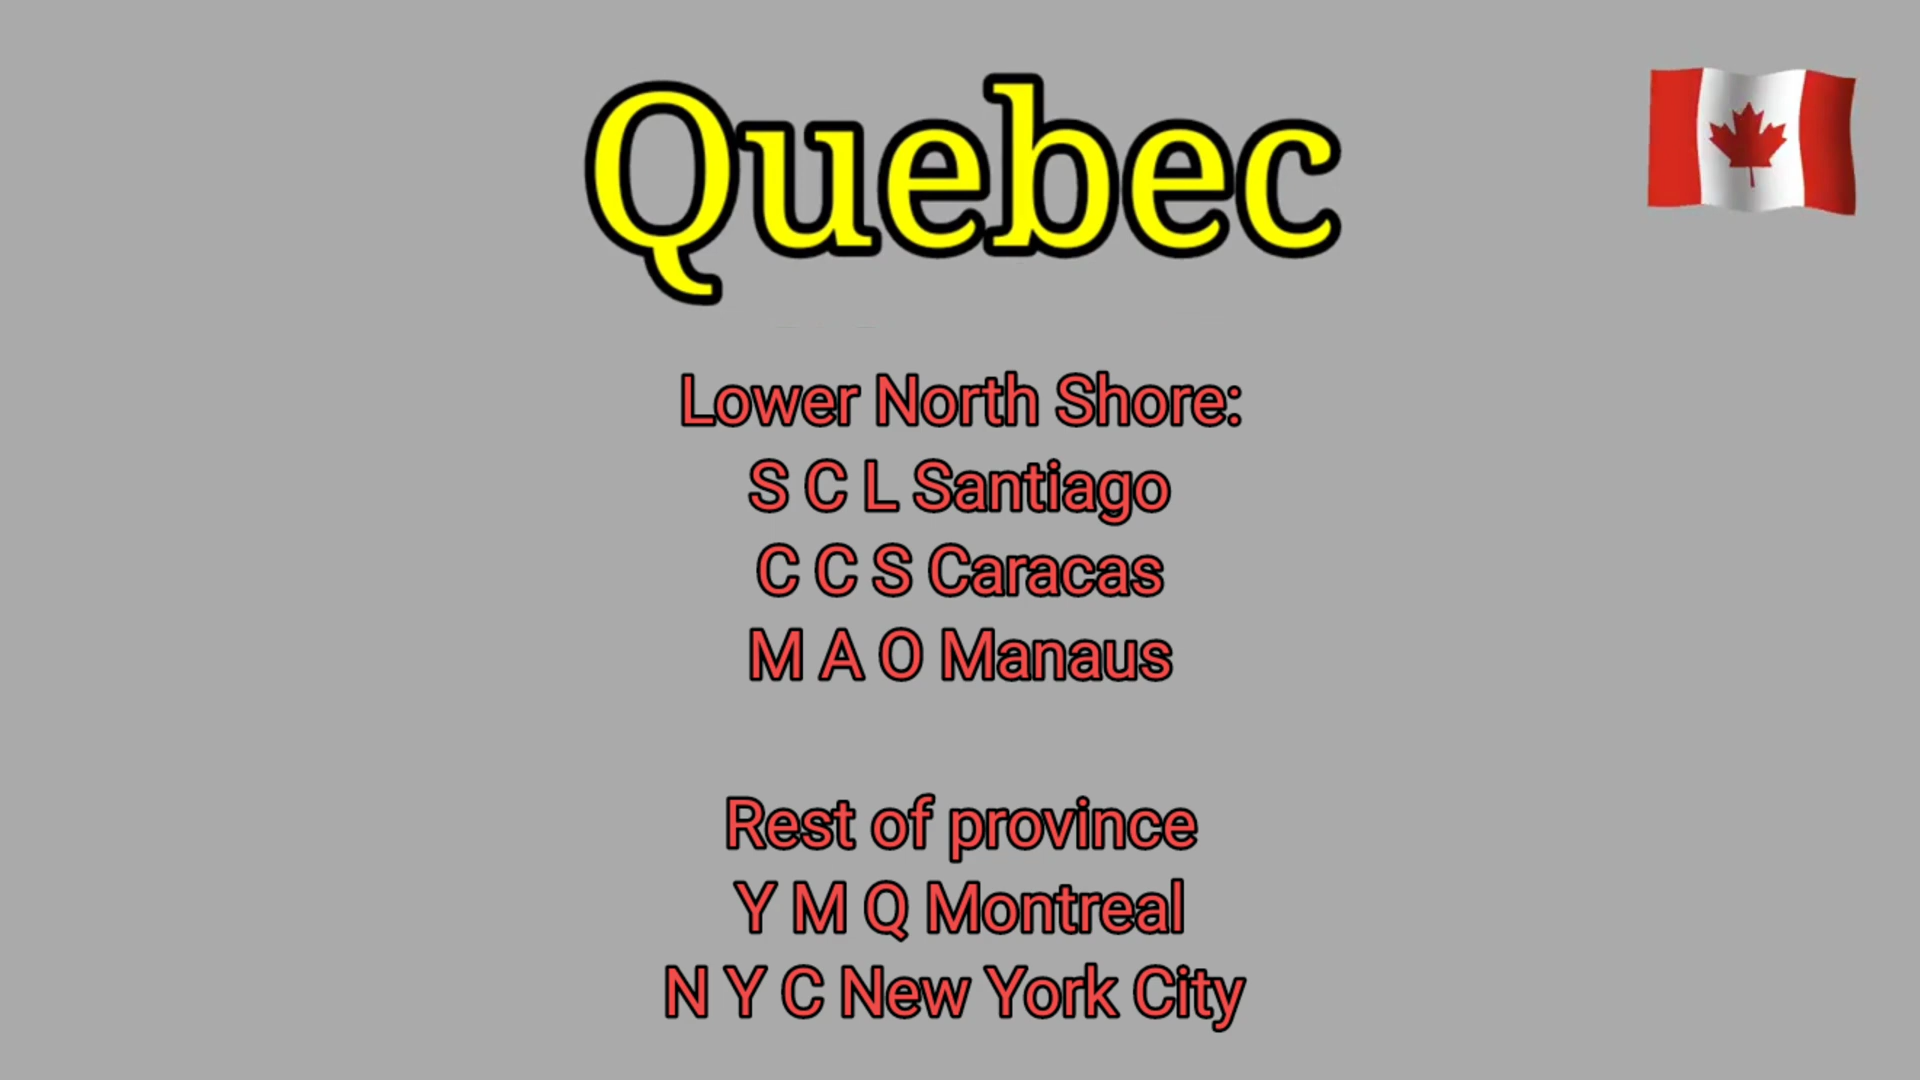 Quebec
Lower North Shore:
S C L Santiago
C C S Caracas
M A O Manaus
Rest of province
Y M Q Montreal
N Y C New York City